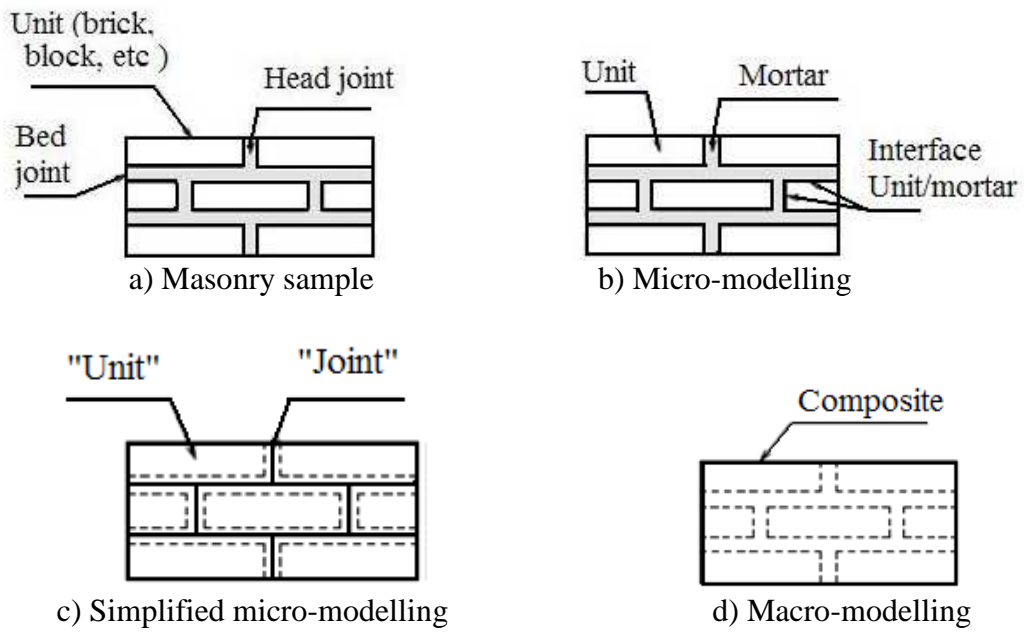 Unit (brick,
block, etc )
Head joint
Bed
joint
a) Masonry sample
Unit
Mortar
Interface
Unit/mortar
b) Micro-modelling
"Unit"
"Joint"
c) Simplified micro-modelling
Composite
d) Macro-modelling